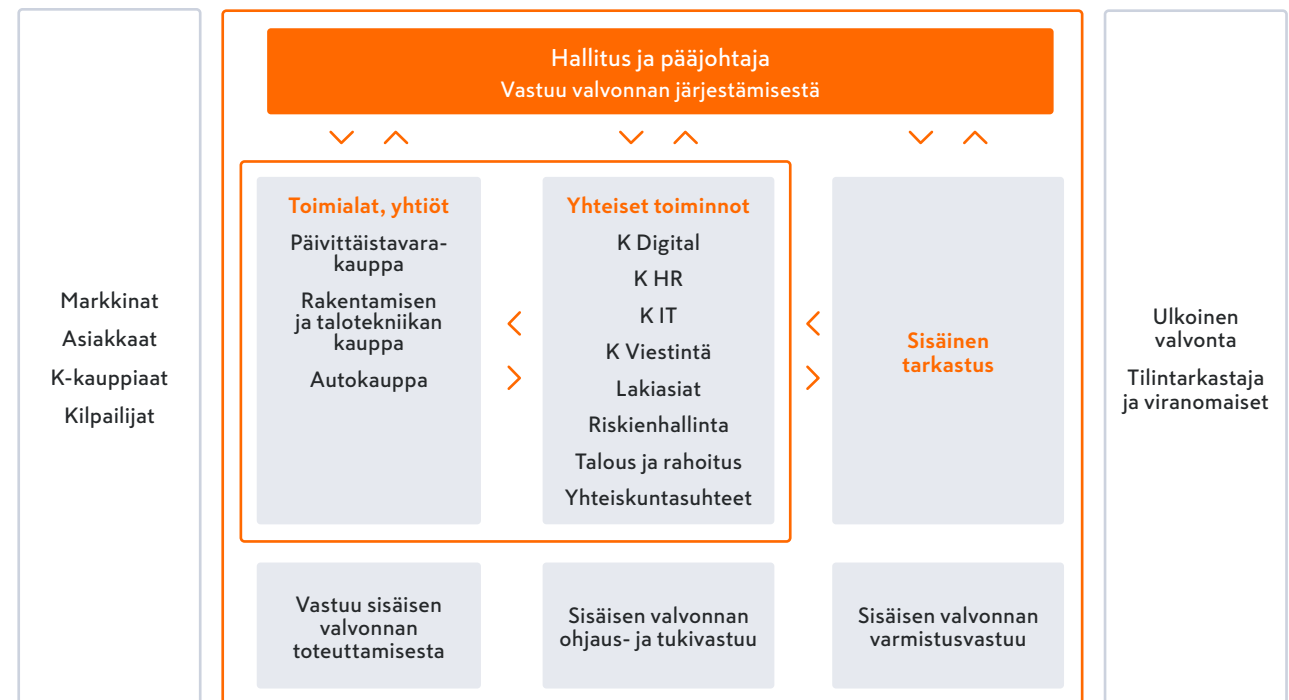 Hallitus ja pääjohtaja
Vastuu valvonnan järjestämisestä
Markkinat
Asiakkaat
K-kauppiaat
Kilpailijat
Toimialat, yhtiöt
Päivittäistavara-
kauppa
Rakentamisen
ja talotekniikan
kauppa
Autokauppa
Yhteiset toiminnot
K Digital
K HR
K IT
K Viestintä
Lakiasiat
Riskienhallinta
Talous ja rahoitus
Yhteiskuntasuhteet
Sisäinen
tarkastus
Vastuu sisäisen
valvonnan
toteuttamisesta
Sisäisen valvonnan
ohjaus- ja tukivastuu
Sisäisen valvonnan
varmistusvastuu
Ulkoinen
valvonta
Tilintarkastaja
ja viranomaiset